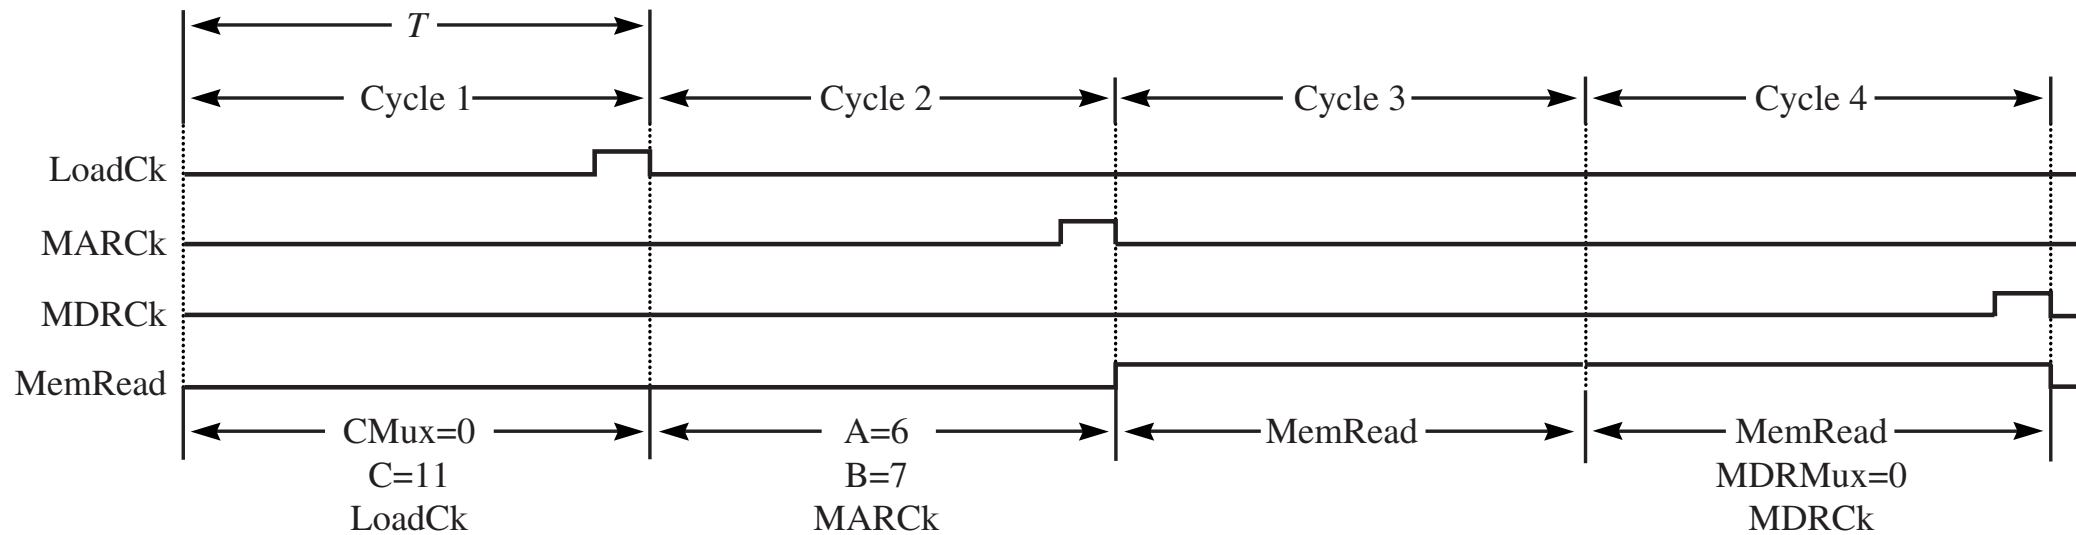 T
Cycle 1 Cycle 2 Cycle 3 Cycle 4
LoadCk
MARCk
MDRCk
MemRead
CMux=0 A=6 MemRead MemRead
C=11 B=7 MDRMux=0
LoadCk MARCk MDRCk